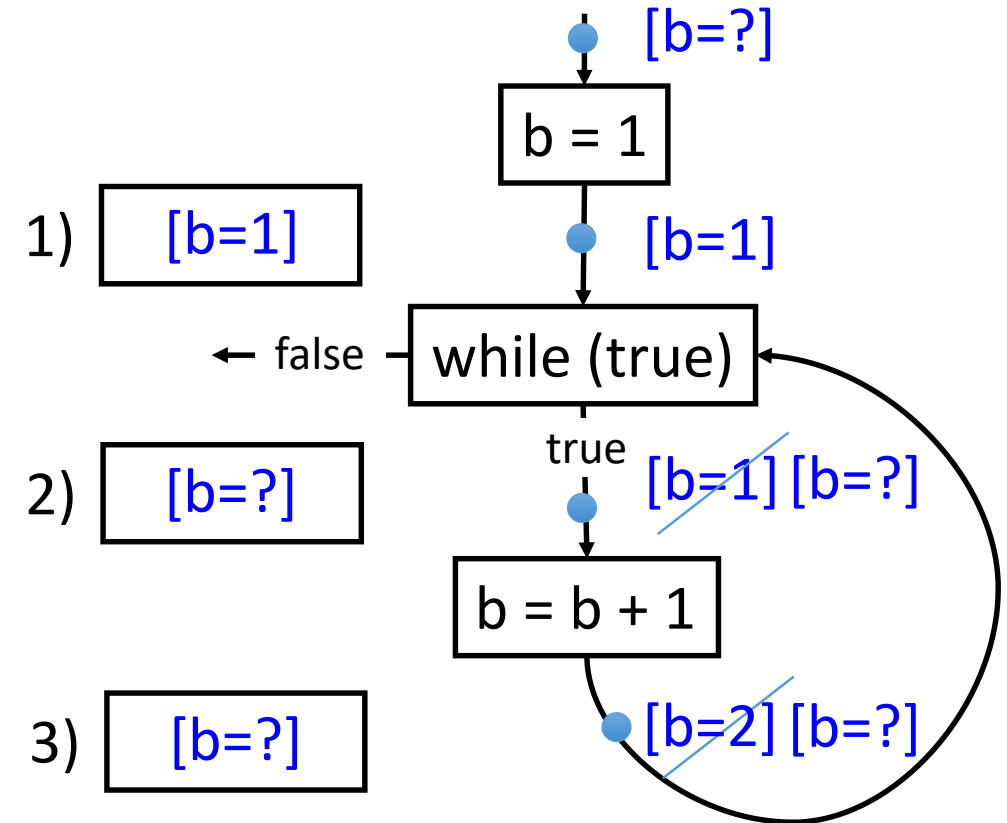 [b=?]
b = 1
1) [b=1]
[b=1]
false
while (true)
true
2) [b=?]
[b=1] [b=?]
b = b + 1
3) [b=?]
[b=2] [b=?]